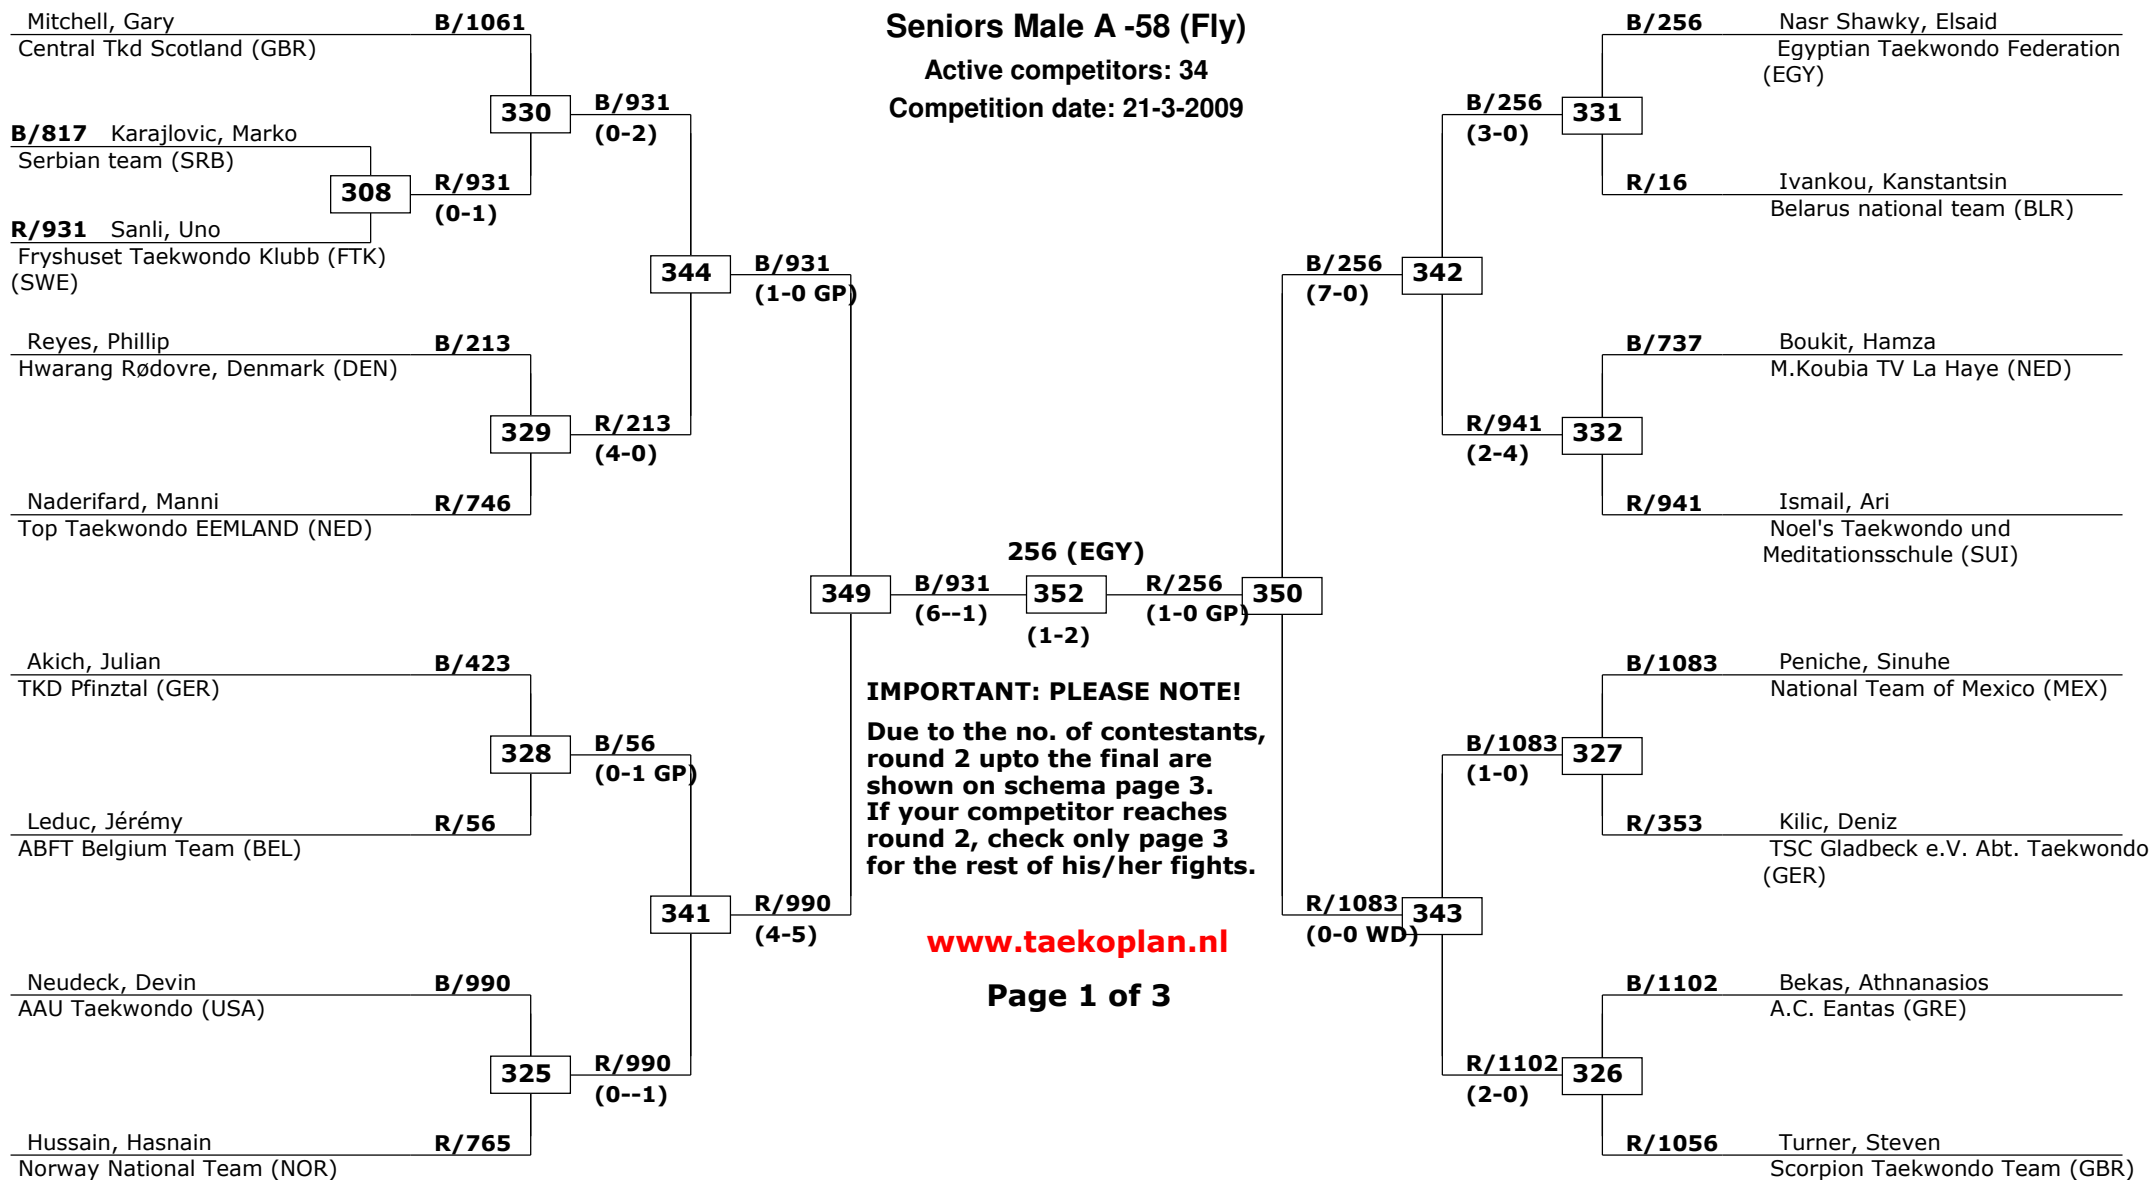 Seniors Male A -58 (Fly)
Active competitors: 34
Competition date: 21-3-2009
Mitchell, Gary B/1061
Central Tkd Scotland (GBR)
330
B/931
(0-2)
B/817 Karajlovic, Marko
Serbian team (SRB)
308
R/931
(0-1)
R/931 Sanli, Uno
Fryshuset Taekwondo Klubb (FTK)
(SWE)
344
B/931
(1-0 GP)
Reyes, Phillip B/213
Hwarang Rødovre, Denmark (DEN)
329
R/213
(4-0)
Naderifard, Manni R/746
Top Taekwondo EEMLAND (NED)
349
B/931
(6--1)
256 (EGY)
352
(1-2)
R/256
(1-0 GP)
350
Akich, Julian B/423
TKD Pfinztal (GER)
328
B/56
(0-1 GP)
Leduc, Jérémy R/56
ABFT Belgium Team (BEL)
341
R/990
(4-5)
Neudeck, Devin B/990
AAU Taekwondo (USA)
325
R/990
(0--1)
Hussain, Hasnain R/765
Norway National Team (NOR)
IMPORTANT: PLEASE NOTE!
Due to the no. of contestants,
round 2 upto the final are
shown on schema page 3.
If your competitor reaches
round 2, check only page 3
for the rest of his/her fights.
www.taekoplan.nl
Page 1 of 3
B/256 Nasr Shawky, Elsaid
Egyptian Taekwondo Federation
(EGY)
B/256
(3-0)
331
R/16 Ivankou, Kanstantsin
Belarus national team (BLR)
B/256
(7-0)
342
B/737 Boukit, Hamza
M.Koubia TV La Haye (NED)
R/941
(2-4)
332
R/941 Ismail, Ari
Noel's Taekwondo und
Meditationsschule (SUI)
B/1083 Peniche, Sinuhe
National Team of Mexico (MEX)
B/1083
(1-0)
327
R/353 Kilic, Deniz
TSC Gladbeck e.V. Abt. Taekwondo
(GER)
R/1083
(0-0 WD)
343
B/1102 Bekas, Athnanasios
A.C. Eantas (GRE)
R/1102
(2-0)
326
R/1056 Turner, Steven
Scorpion Taekwondo Team (GBR)